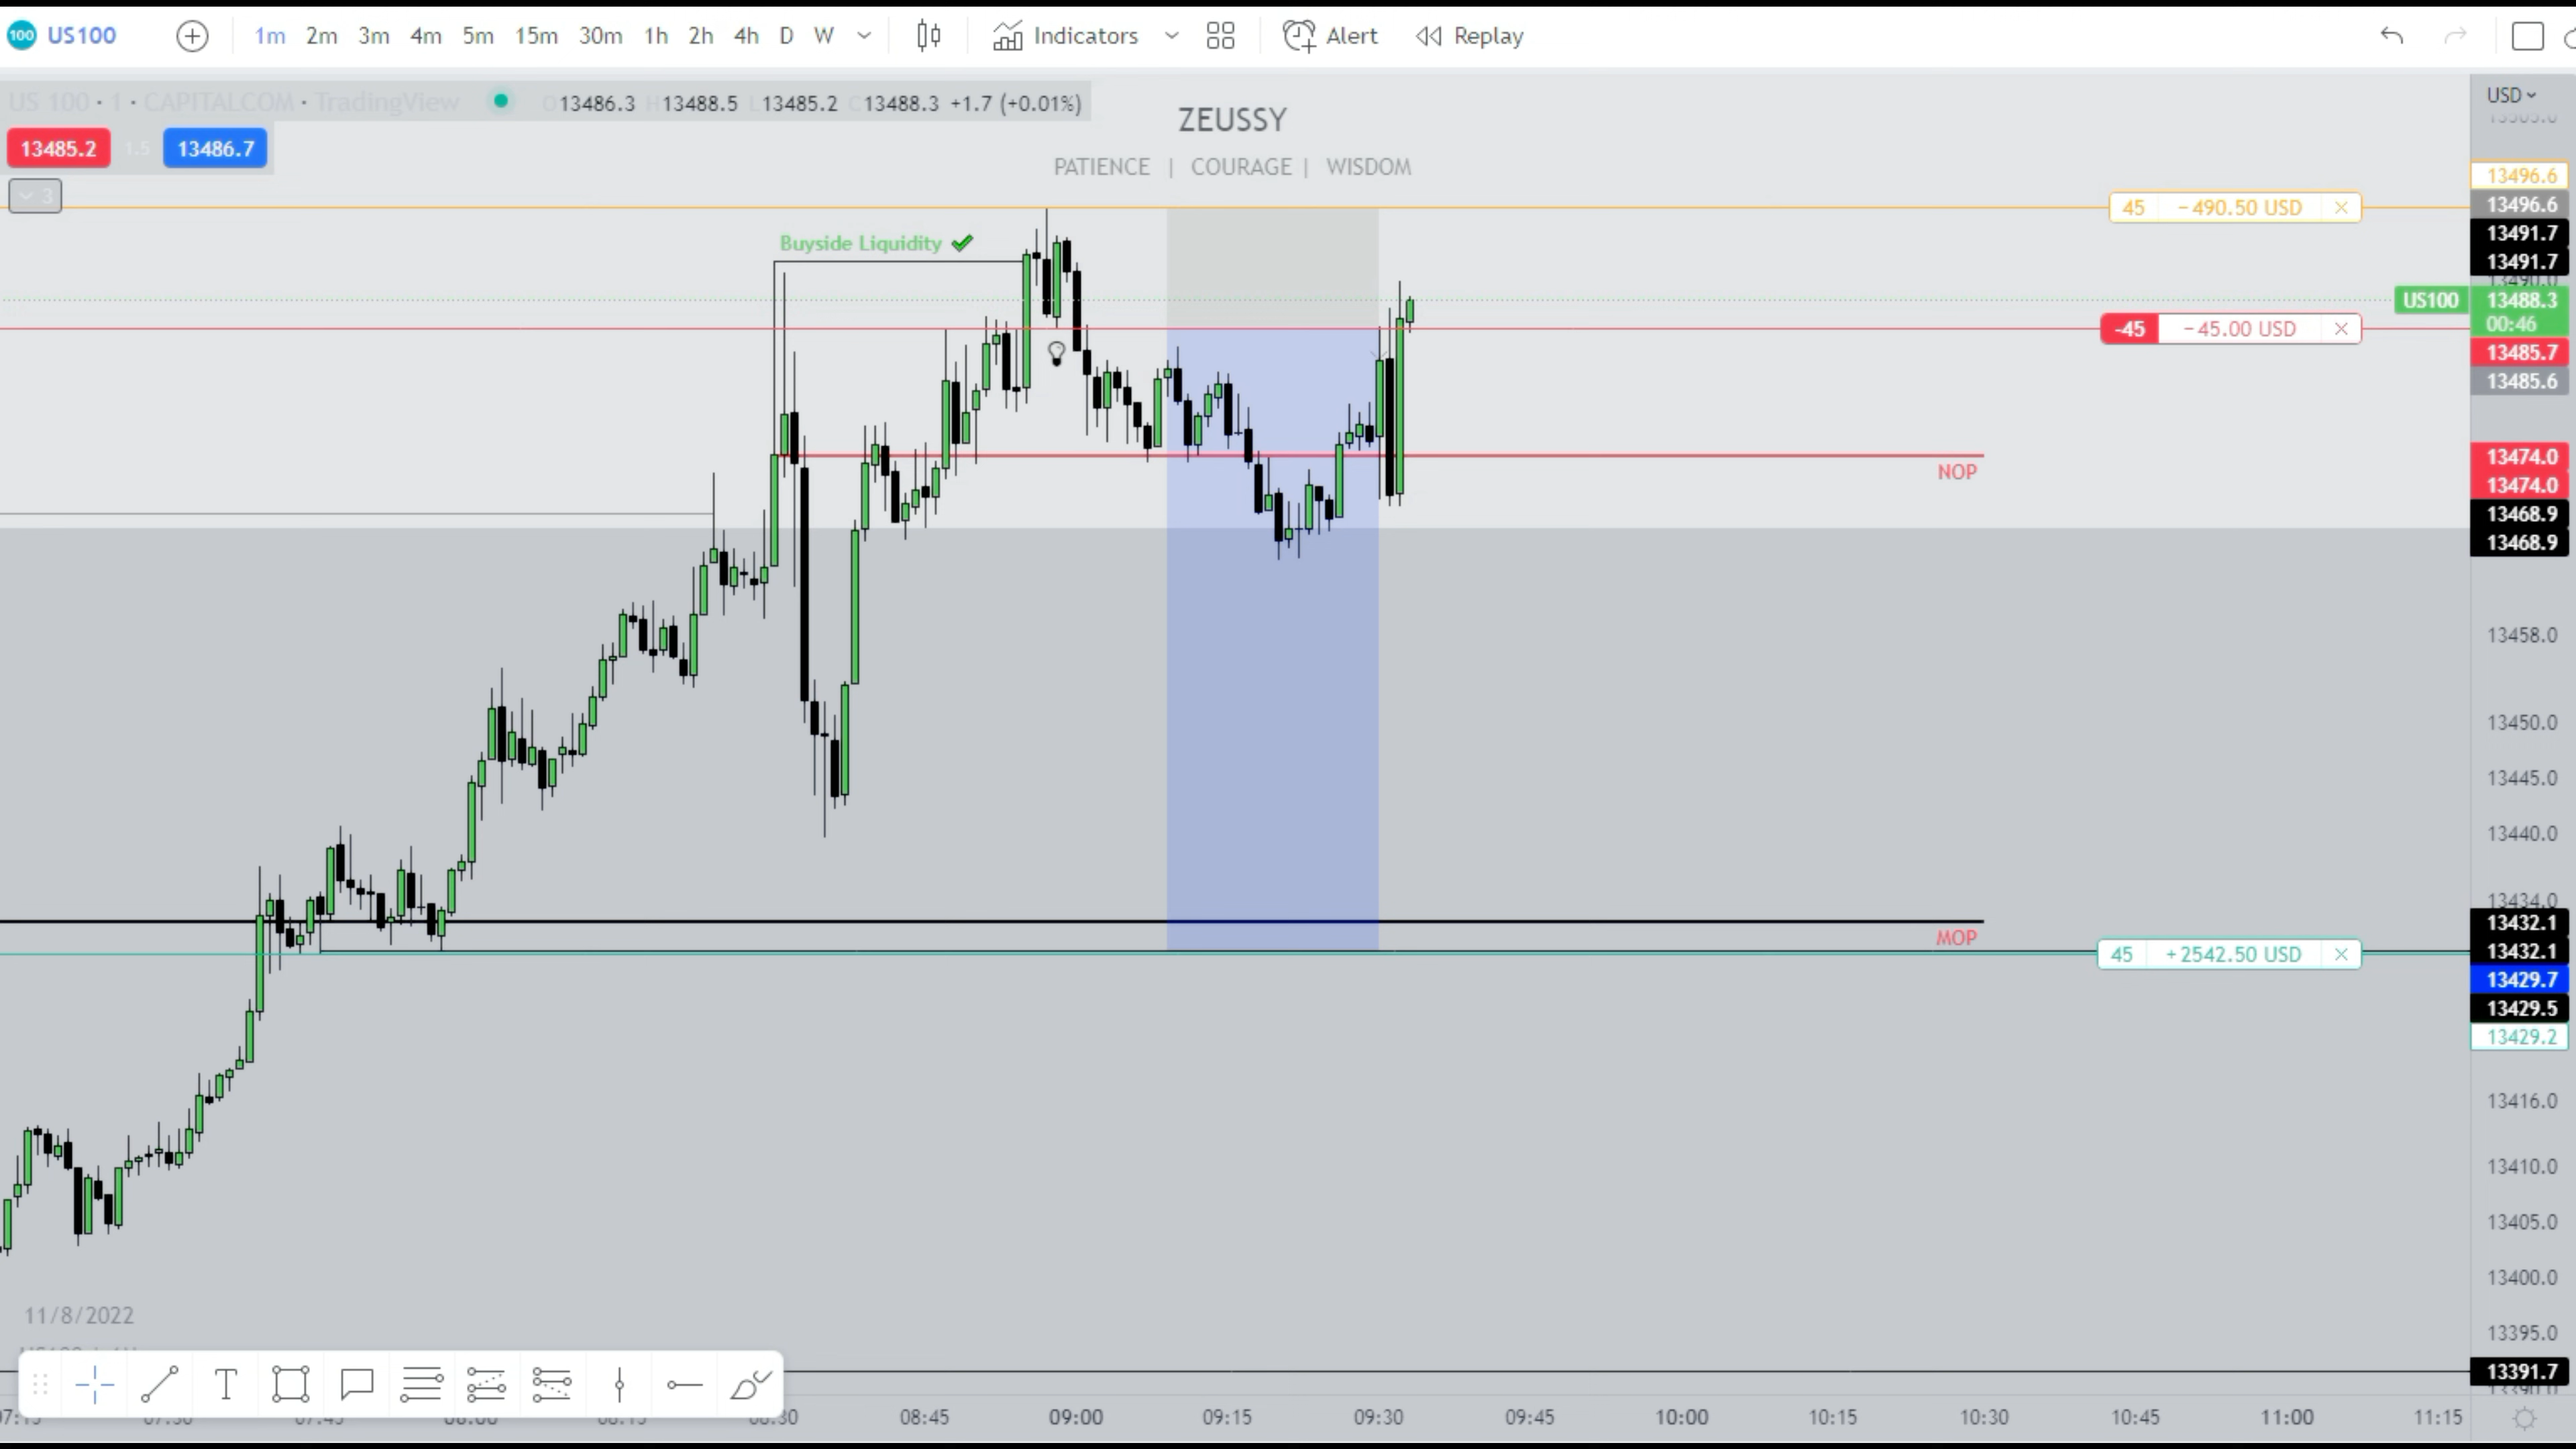 100 US100 1m 2m 3m 4m 5m 15m 30m 1h 2h 4h D W Indicators Alert Replay
US 100 · 1 · CAPITALCOM · TradingView O13486.3 H13488.5 L13485.2 C13488.3 +1.7 (+0.01%)
USD
13485.2 1.5 13486.7
3
ZEUSSY
PATIENCE | COURAGE | WISDOM
13496.6
45 −490.50 USD
13496.6
13491.7
Buyside Liquidity
13491.7
US100 13488.3
00:46
-45 −45.00 USD
13485.7
13485.6
13474.0
NOP
13474.0
13468.9
13468.9
13458.0
13450.0
13445.0
13440.0
13434.0
13432.1
MOP
13432.1
45 +2542.50 USD
13429.7
13429.5
13429.2
13416.0
13410.0
13405.0
13400.0
11/8/2022
13395.0
13391.7
T
07:15 07:30 07:45 08:00 08:15 08:30 08:45 09:00 09:15 09:30 09:45 10:00 10:15 10:30 10:45 11:00 11:15